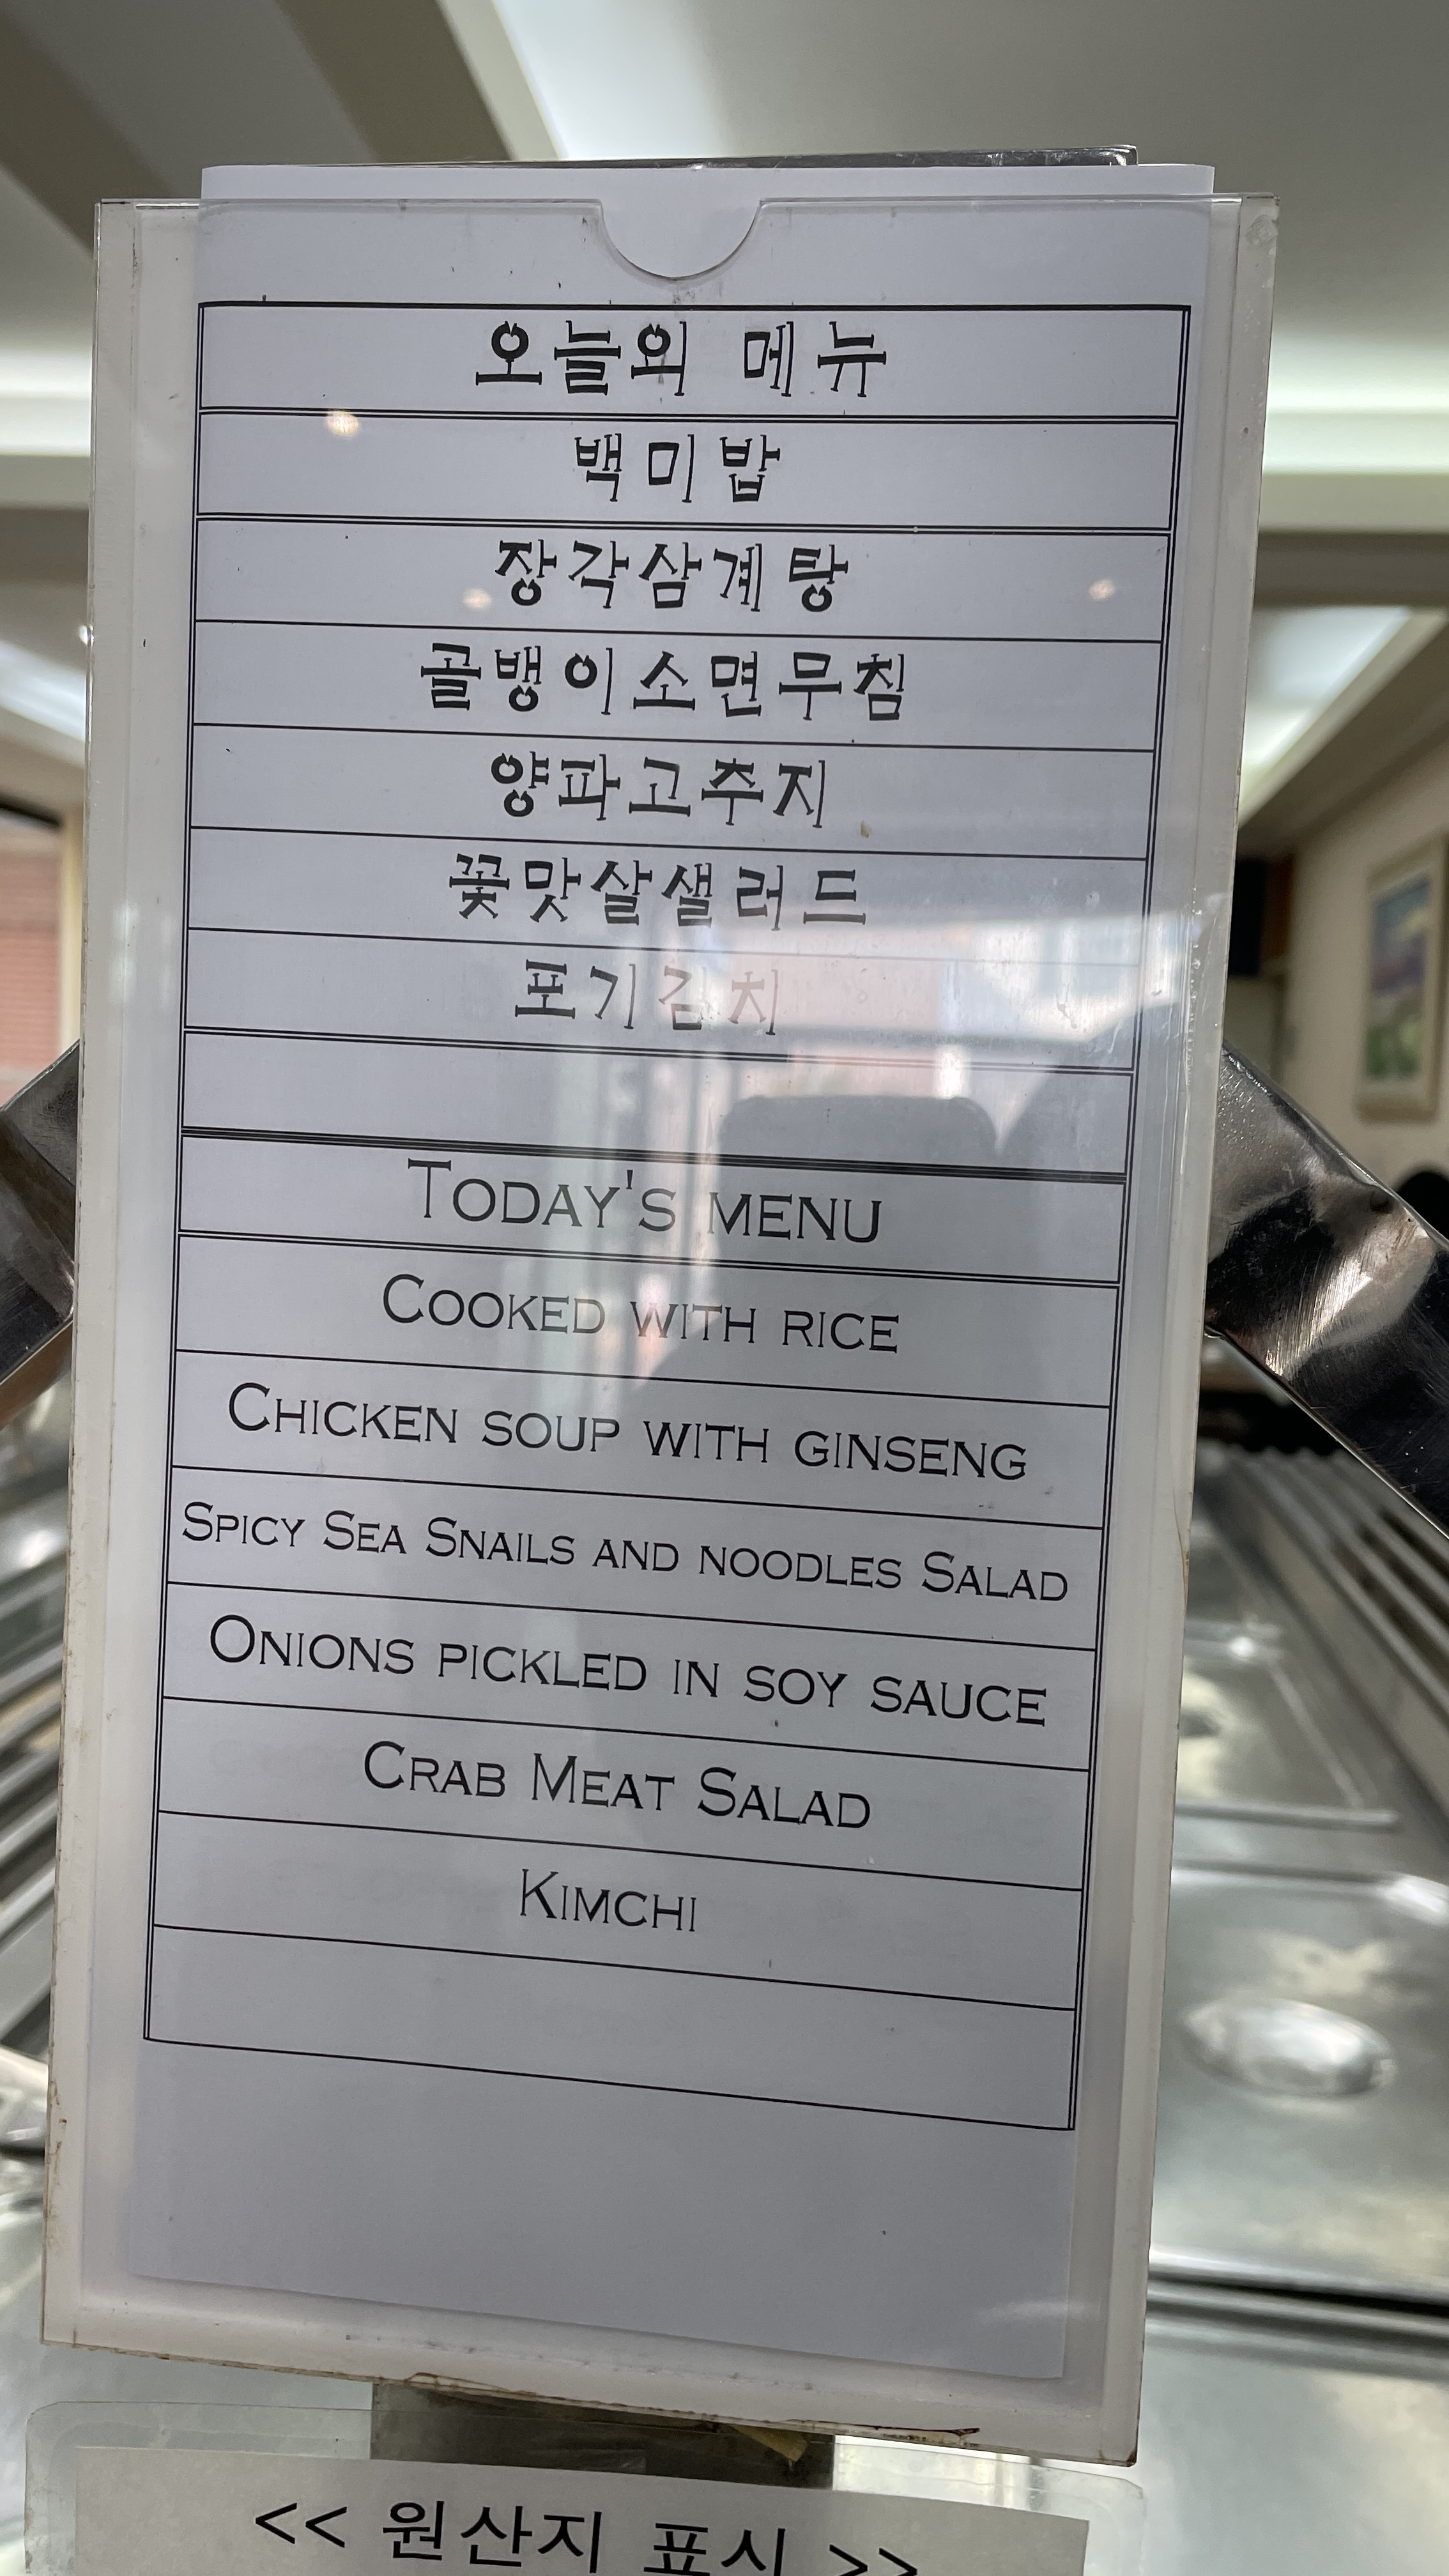 오늘의 메뉴
백미밥
장각삼계탕
골뱅이소면무침
양파고추지
꽃맛살샐러드
포기김치
Today's menu
Cooked with rice
Chicken soup with ginseng
Spicy Sea Snails and noodles Salad
Onions pickled in soy sauce
Crab Meat Salad
Kimchi
<< 원산지 표시 >>